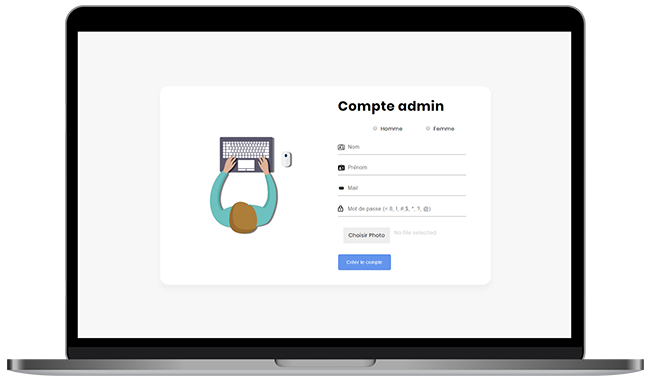 Compte admin
Homme Femme
Nom
Prénom
Mail
Mot de passe (< 8, !, #,$, *, ?, @)
Choisir Photo No file selected
Créer le compte